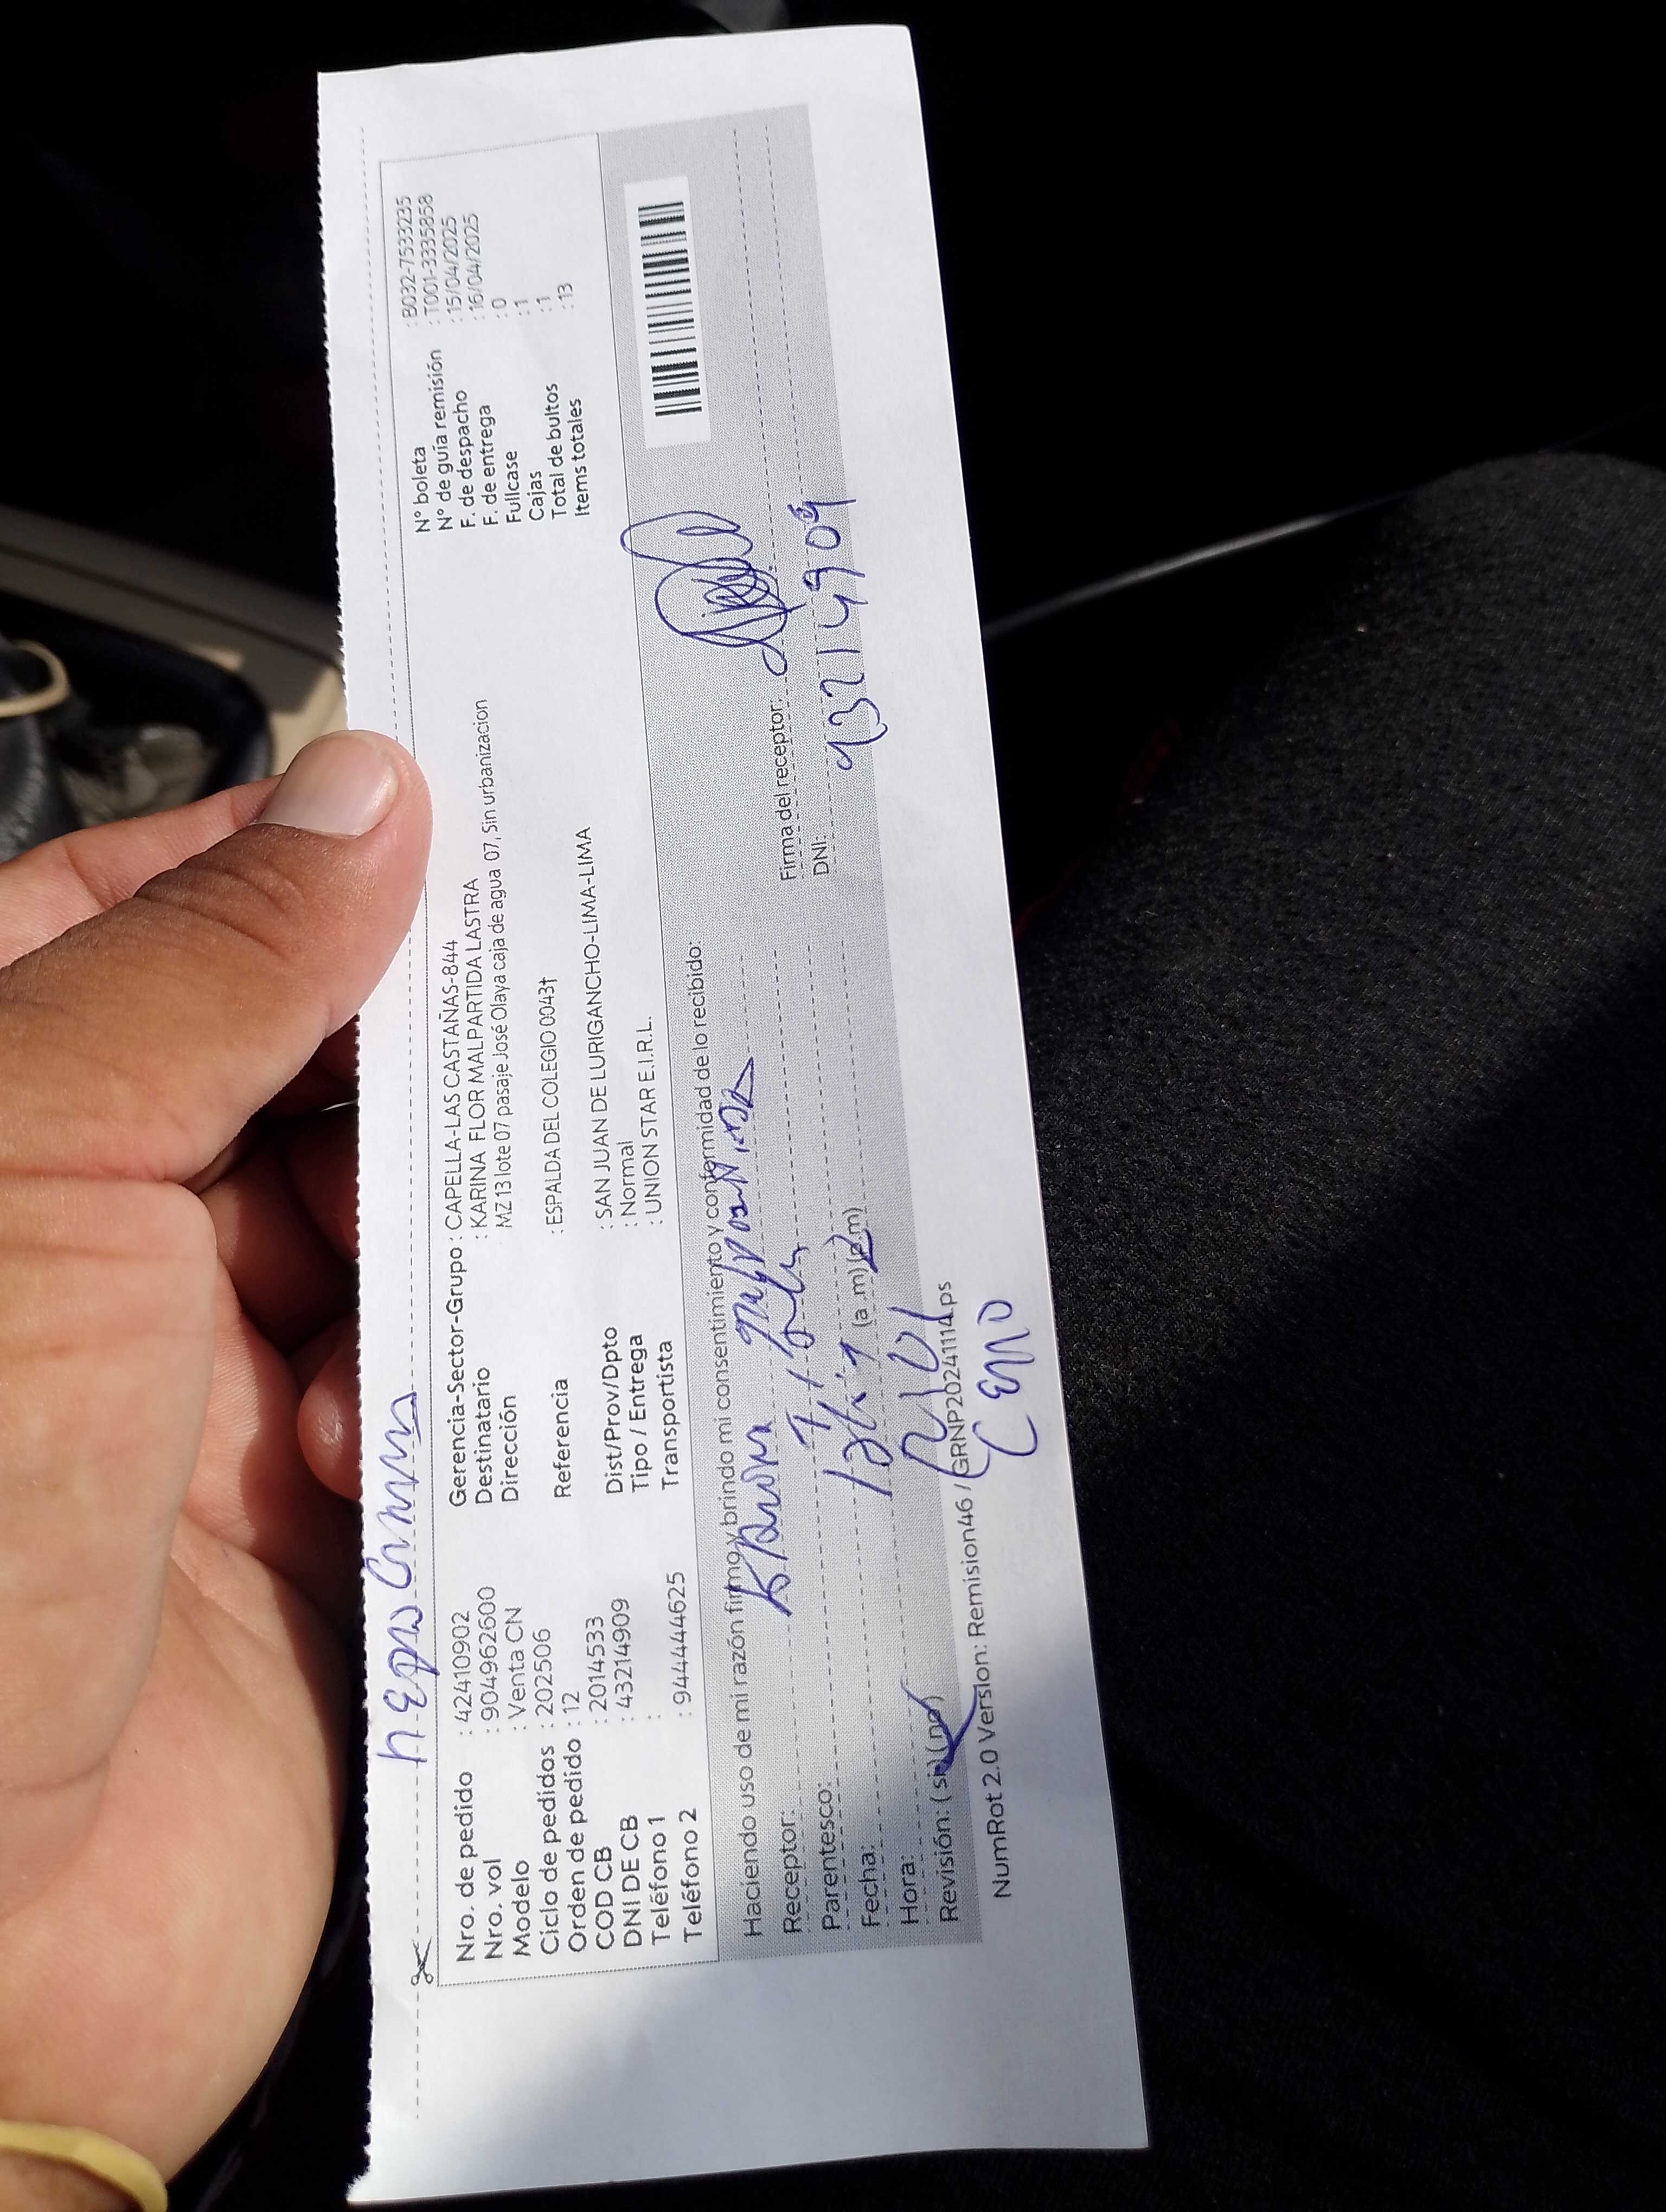 Nro. de pedido : 42410902
Nro. vol : 904962600
Modelo : Venta CN
Ciclo de pedidos : 202506
Orden de pedido : 12
COD CB : 2014533
DNI DE CB : 43214909
Teléfono 1 :
Teléfono 2 : 944444625
Gerencia-Sector-Grupo : CAPELLA-LAS CASTAÑAS-844
Destinatario : KARINA FLOR MALPARTIDA LASTRA
Dirección MZ 13 lote 07 pasaje José Olaya caja de agua 07, Sin urbanizacion
Referencia : ESPALDA DEL COLEGIO 0043†
Dist/Prov/Dpto : SAN JUAN DE LURIGANCHO-LIMA-LIMA
Tipo / Entrega : Normal
Transportista : UNION STAR E.I.R.L.
N° boleta : B032-7533235
N° de guía remisión : T001-3335858
F. de despacho : 15/04/2025
F. de entrega : 16/04/2025
Fullcase : 0
Cajas : 1
Total de bultos : 1
Items totales : 13
Haciendo uso de mi razón firmo y brindo mi consentimiento y conformidad de lo recibido:
Receptor: Karina Malpartida
Parentesco:
Fecha:
Hora: (a.m) (p.m)
Revisión: (si) (no)
Firma del receptor:
DNI: 43214909
NumRot 2.0 Version: Remision46 / GRNP20241114.ps